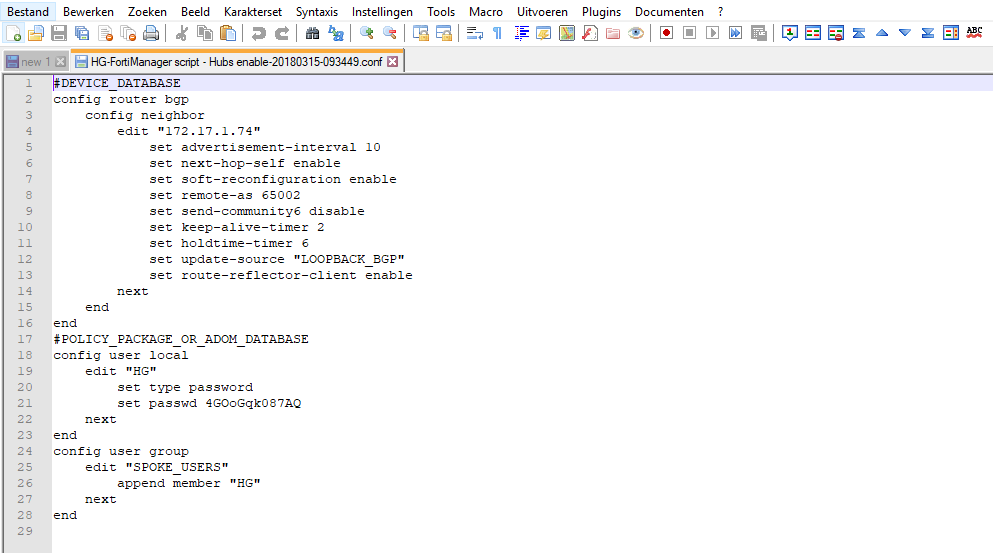 Bestand Bewerken Zoeken Beeld Karakterset Syntaxis Instellingen Tools Macro Uitvoeren Plugins Documenten ?
new 1 HG-FortiManager script - Hubs enable-20180315-093449.conf
1 #DEVICE_DATABASE
2 config router bgp
3 config neighbor
4 edit "172.17.1.74"
5 set advertisement-interval 10
6 set next-hop-self enable
7 set soft-reconfiguration enable
8 set remote-as 65002
9 set send-community6 disable
10 set keep-alive-timer 2
11 set holdtime-timer 6
12 set update-source "LOOPBACK_BGP"
13 set route-reflector-client enable
14 next
15 end
16 end
17 #POLICY_PACKAGE_OR_ADOM_DATABASE
18 config user local
19 edit "HG"
20 set type password
21 set passwd 4GOoGqk087AQ
22 next
23 end
24 config user group
25 edit "SPOKE_USERS"
26 append member "HG"
27 next
28 end
29